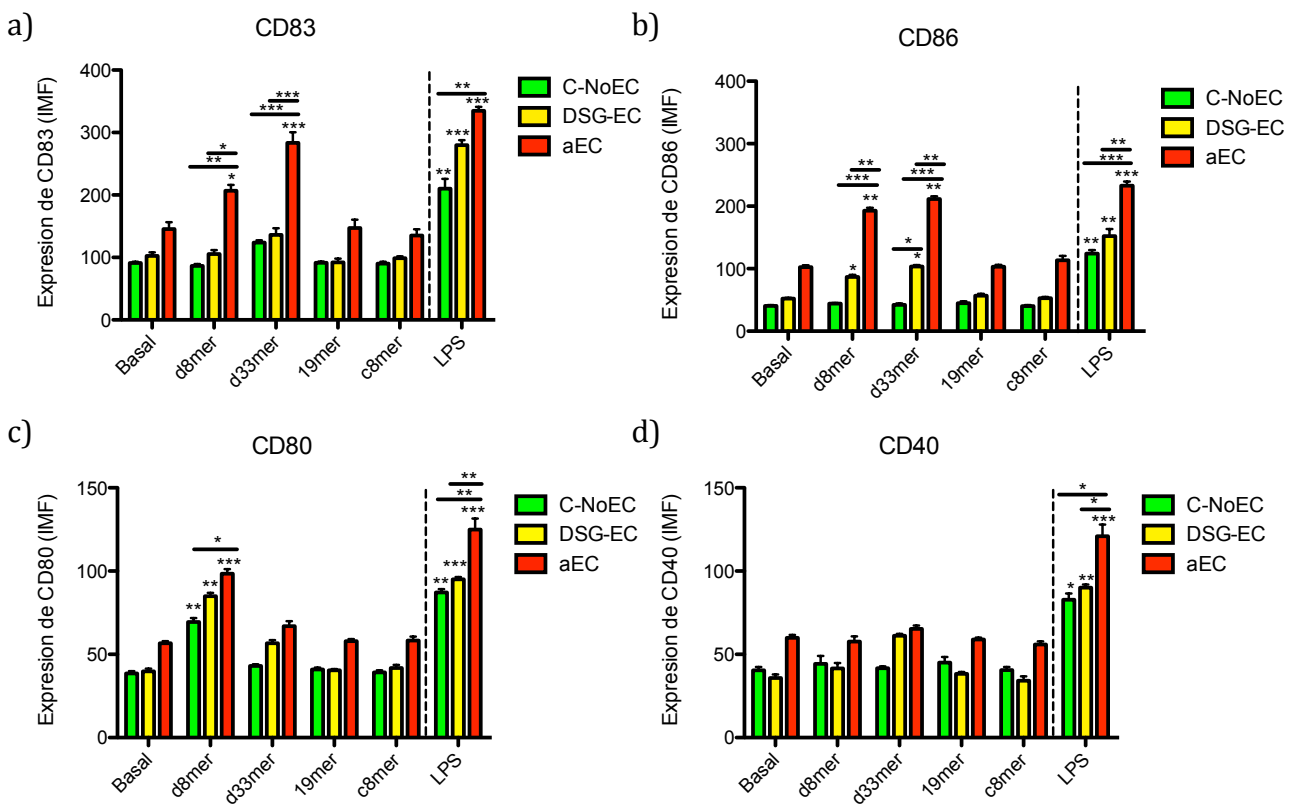 a)
CD83
Expresion de CD83 (IMF)
400
300
200
100
0
** * *
*** *** ***
** *** *** **
Basal
d8mer
d33mer
19mer
c8mer
LPS
C-NoEC
DSG-EC
aEC
b)
CD86
Expresion de CD86 (IMF)
400
300
200
100
0
* ** *** **
* * ** *** **
** ** *** *** **
Basal
d8mer
d33mer
19mer
c8mer
LPS
C-NoEC
DSG-EC
aEC
c)
CD80
Expresion de CD80 (IMF)
150
100
50
0
** ** *** *
** *** *** ** **
Basal
d8mer
d33mer
19mer
c8mer
LPS
C-NoEC
DSG-EC
aEC
d)
CD40
Expresion de CD40 (IMF)
150
100
50
0
* ** *** * *
Basal
d8mer
d33mer
19mer
c8mer
LPS
C-NoEC
DSG-EC
aEC